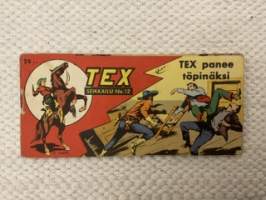 TEX
SEIKKAILU No 12
TEX panee
töpinäksi